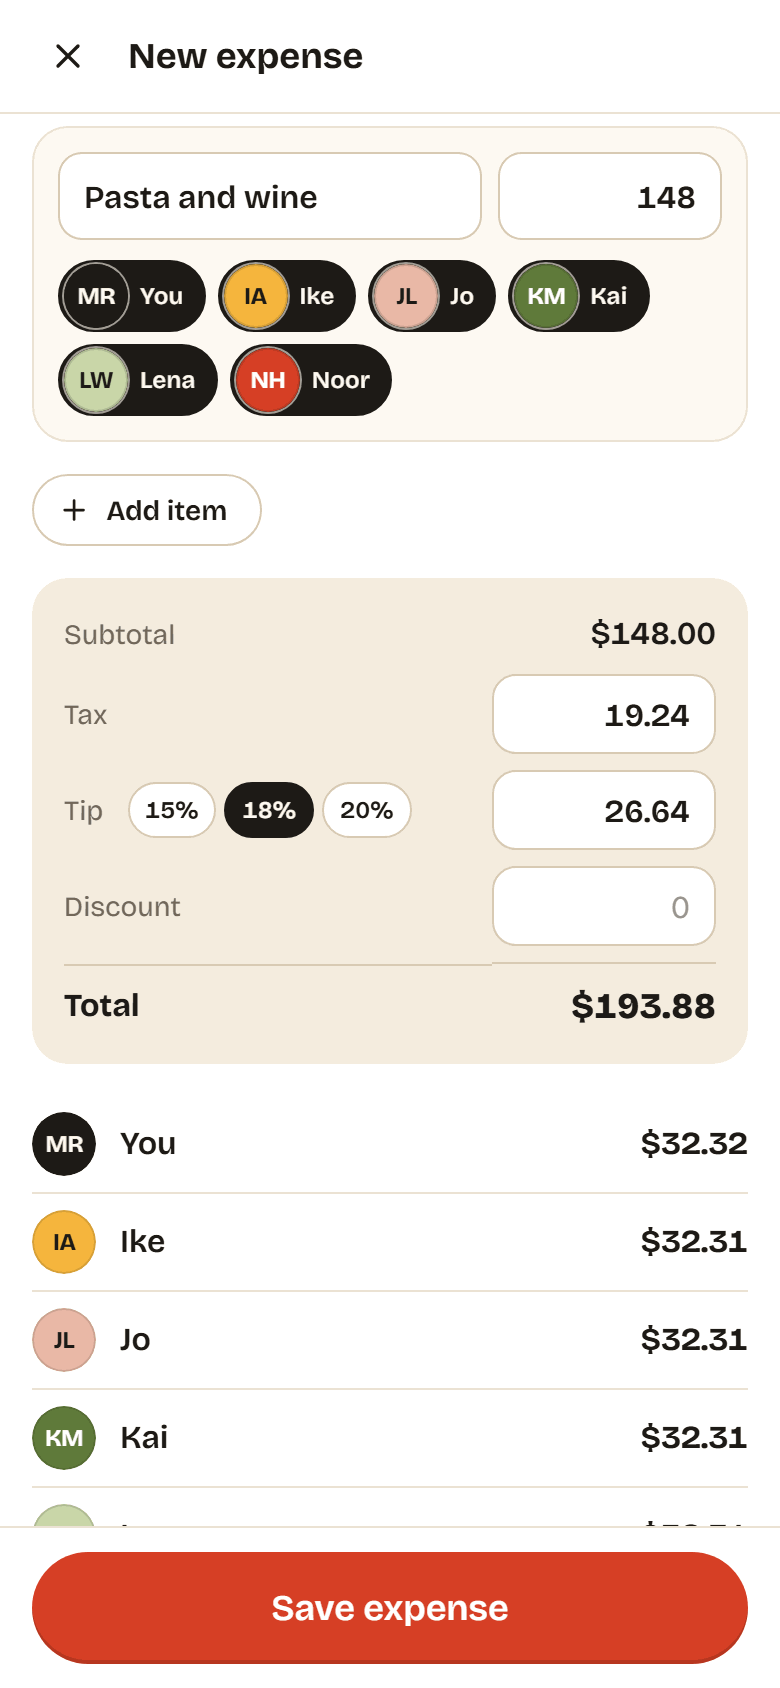 New expense
Pasta and wine 148
MR You IA Ike JL Jo KM Kai
LW Lena NH Noor
Add item
Subtotal $148.00
Tax 19.24
Tip 15% 18% 20% 26.64
Discount 0
Total $193.88
MR You $32.32
IA Ike $32.31
JL Jo $32.31
KM Kai $32.31
Save expense